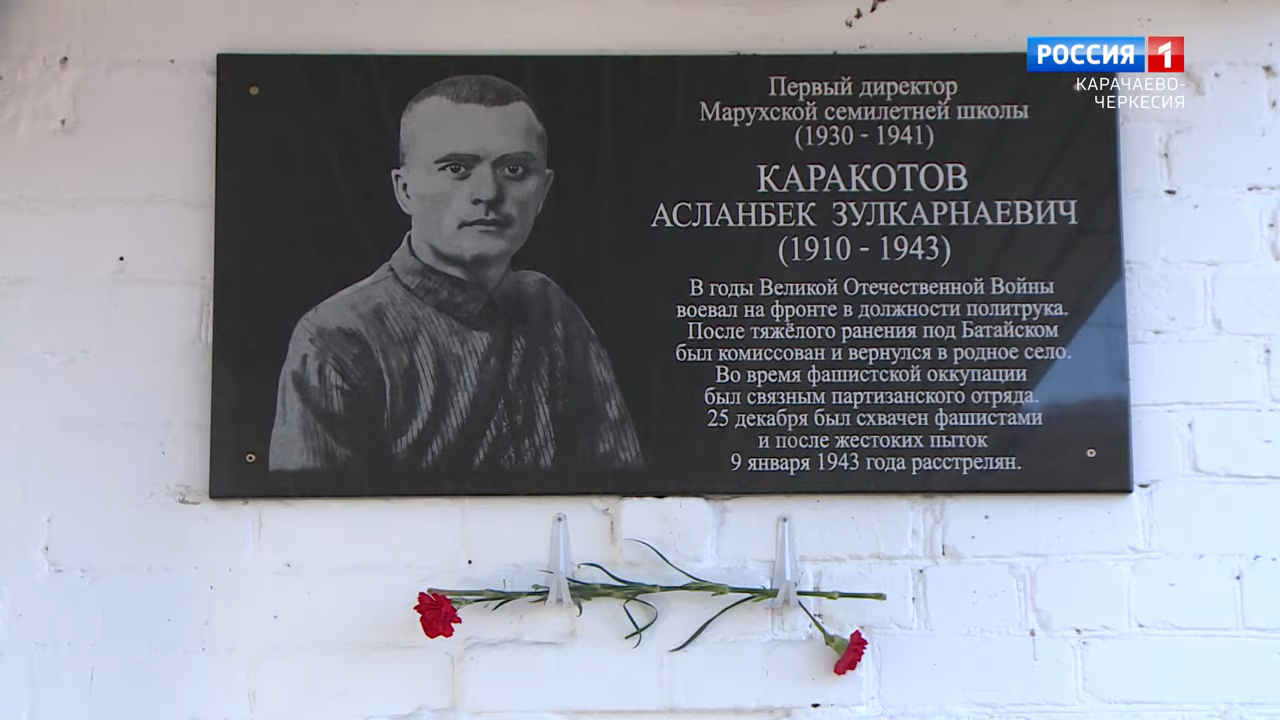 РОССИЯ 1
КАРАЧАЕВО-
ЧЕРКЕСИЯ
Первый директор
Марухской семилетней школы
(1930 - 1941)
КАРАКОТОВ
АСЛАНБЕК ЗУЛКАРНАЕВИЧ
(1910 - 1943)
В годы Великой Отечественной Войны
воевал на фронте в должности политрука.
После тяжёлого ранения под Батайском
был комиссован и вернулся в родное село.
Во время фашистской оккупации
был связным партизанского отряда.
25 декабря был схвачен фашистами
и после жестоких пыток
9 января 1943 года расстрелян.